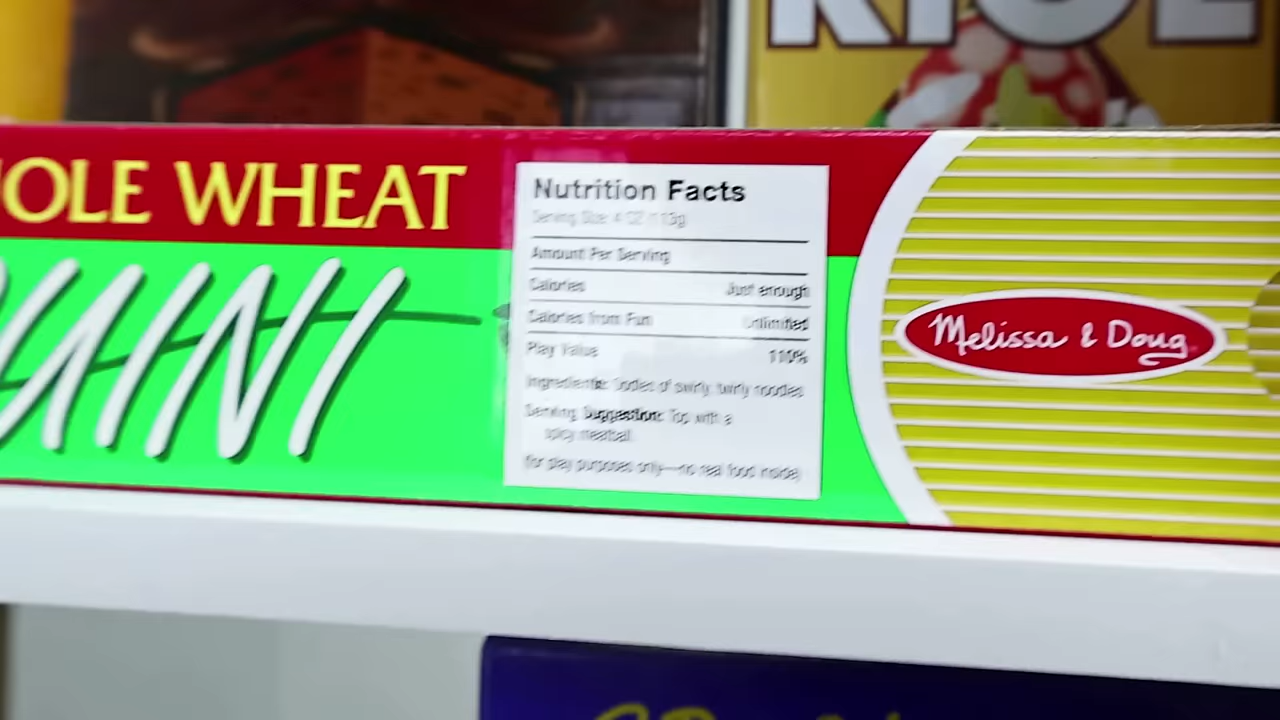 RICE
OLE WHEAT
UINI
Nutrition Facts
Serving Size 4 OZ 113g
Amount Per Serving
Calories Just enough
Calories from Fun Unlimited
Play Value 110%
Ingredients: Oodles of swirly, twirly noodles
Serving Suggestion: Top with a
spicy meatball.
(for play purposes only—no real food inside)
Melissa & Doug